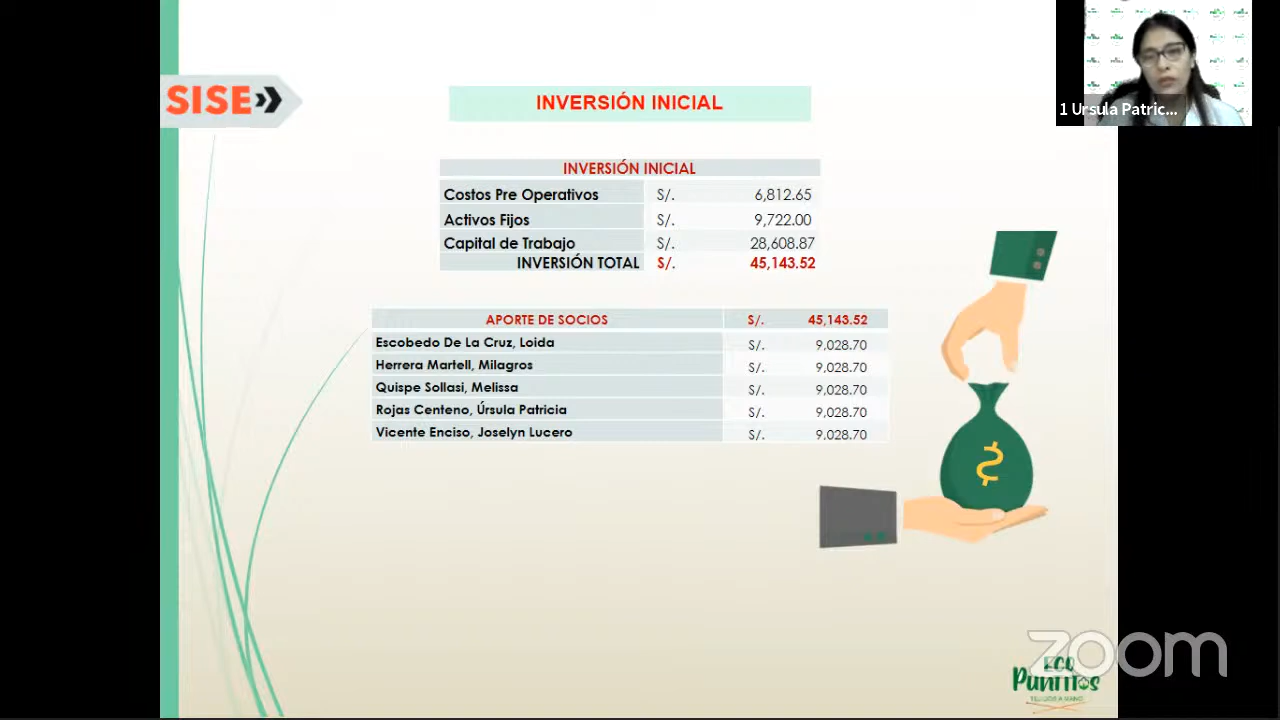 1 Ursula Patric...
SISE
INVERSIÓN INICIAL
INVERSIÓN INICIAL
Costos Pre Operativos S/. 6,812.65
Activos Fijos S/. 9,722.00
Capital de Trabajo S/. 28,608.87
INVERSIÓN TOTAL S/. 45,143.52
APORTE DE SOCIOS S/. 45,143.52
Escobedo De La Cruz, Loida S/. 9,028.70
Herrera Martell, Milagros S/. 9,028.70
Quispe Sollasi, Melissa S/. 9,028.70
Rojas Centeno, Úrsula Patricia S/. 9,028.70
Vicente Enciso, Joselyn Lucero S/. 9,028.70
zoom
ECO